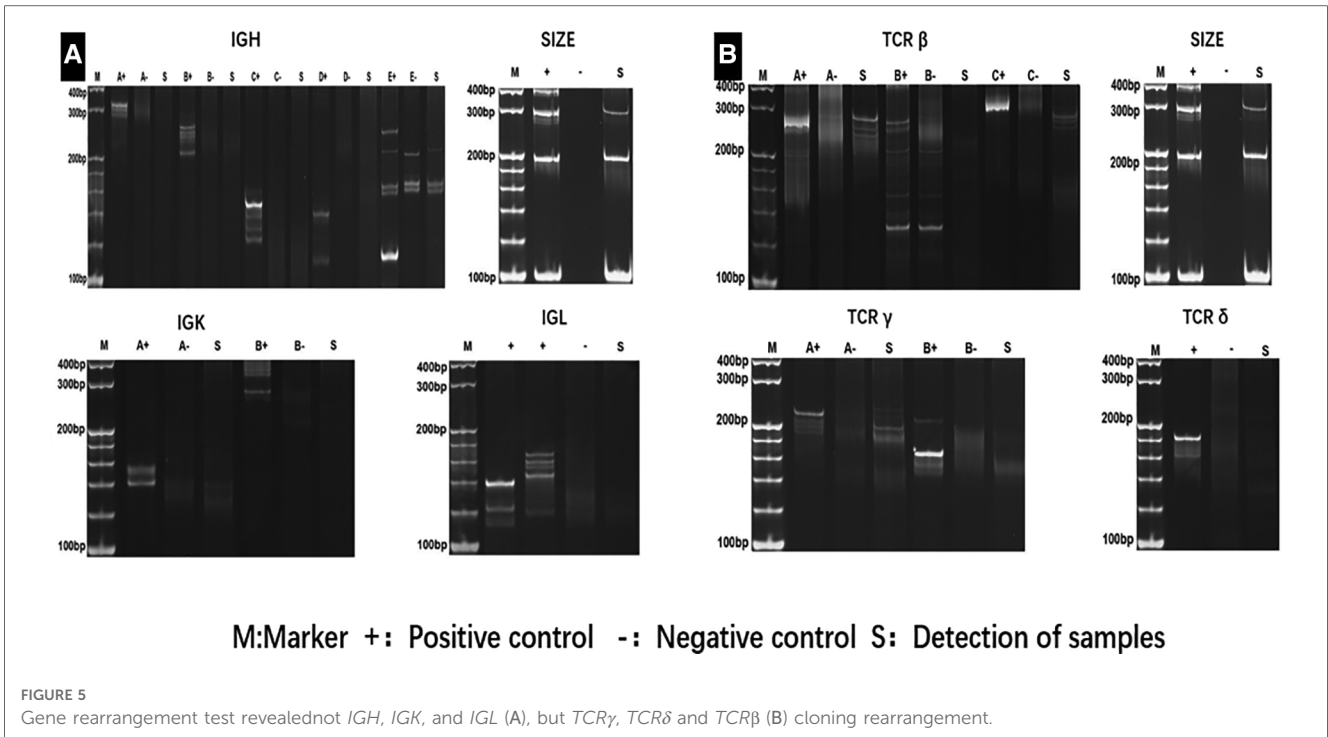 A
IGH
M A+ A- S B+ B- S C+ C- S D+ D- S E+ E- S
400bp
300bp
200bp
100bp
SIZE
M + - S
400bp
300bp
200bp
100bp
IGK
M A+ A- S B+ B- S
400bp
300bp
200bp
100bp
IGL
M + + - S
400bp
300bp
200bp
100bp
B
TCR β
M A+ A- S B+ B- S C+ C- S
400bp
300bp
200bp
100bp
SIZE
M + - S
400bp
300bp
200bp
100bp
TCR γ
M A+ A- S B+ B- S
400bp
300bp
200bp
100bp
TCR δ
M + - S
400bp
300bp
200bp
100bp
M:Marker +: Positive control -: Negative control S: Detection of samples
FIGURE 5
Gene rearrangement test revealednot IGH, IGK, and IGL (A), but TCRγ, TCRδ and TCRβ (B) cloning rearrangement.